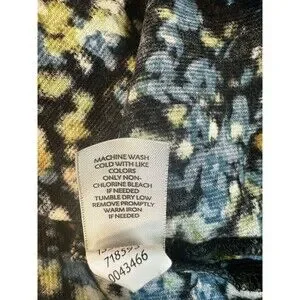 MACHINE WASH
COLD WITH LIKE
COLORS
ONLY NON-
CHLORINE BLEACH
IF NEEDED
TUMBLE DRY LOW
REMOVE PROMPTLY
WARM IRON
IF NEEDED
0043466